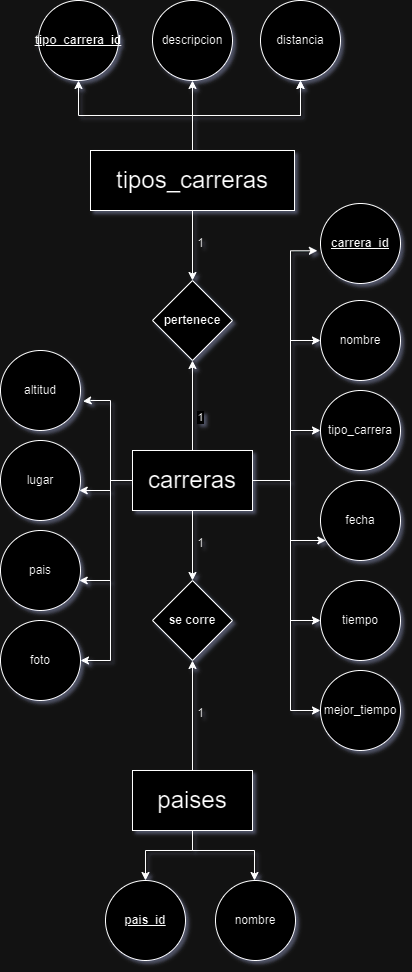 tipo_carrera_id
descripcion
distancia
tipos_carreras
1
carrera_id
pertenece
nombre
altitud
1
tipo_carrera
lugar
carreras
fecha
1
pais
se corre
tiempo
foto
1
mejor_tiempo
paises
pais_id
nombre